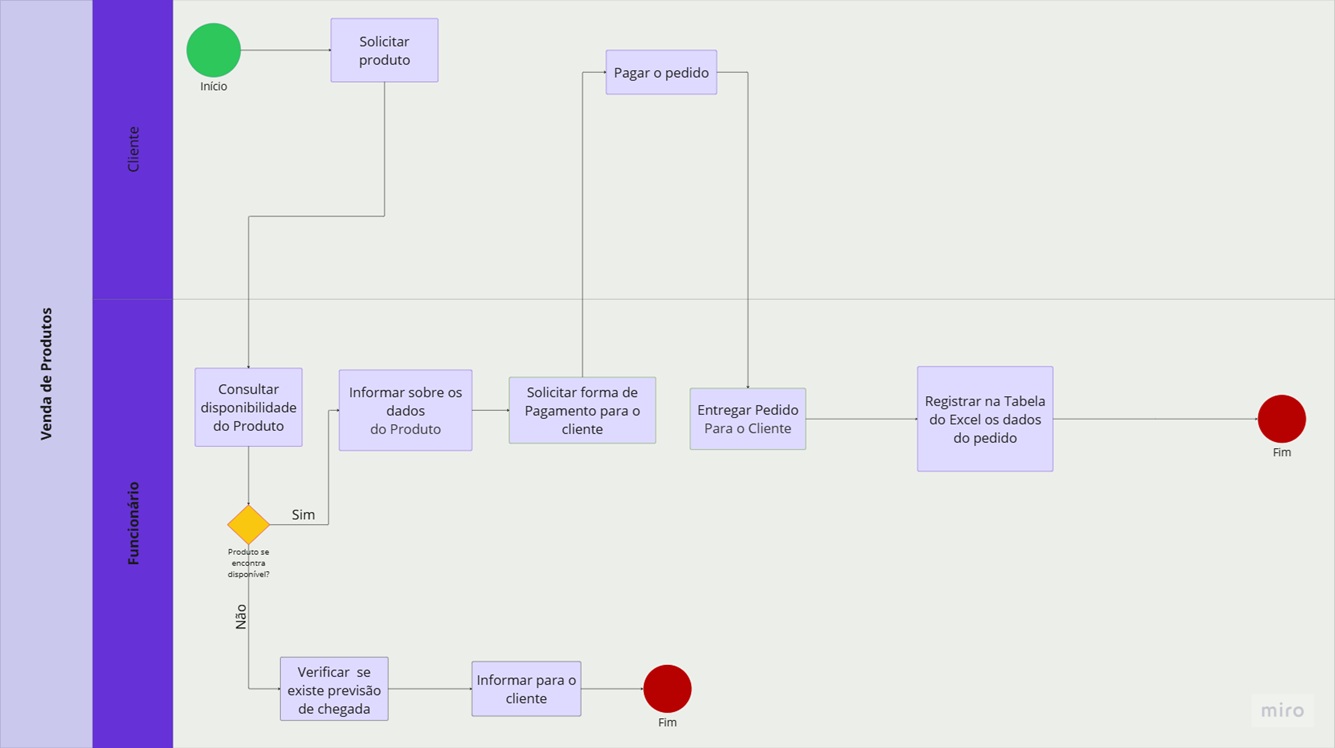 Venda de Produtos
Cliente
Início
Solicitar
produto
Pagar o pedido
Funcionário
Consultar
disponibilidade
do Produto
Informar sobre os
dados
do Produto
Solicitar forma de
Pagamento para o
cliente
Entregar Pedido
Para o Cliente
Registrar na Tabela
do Excel os dados
do pedido
Fim
Sim
Produto se
encontra
disponível?
Não
Verificar se
existe previsão
de chegada
Informar para o
cliente
Fim
miro